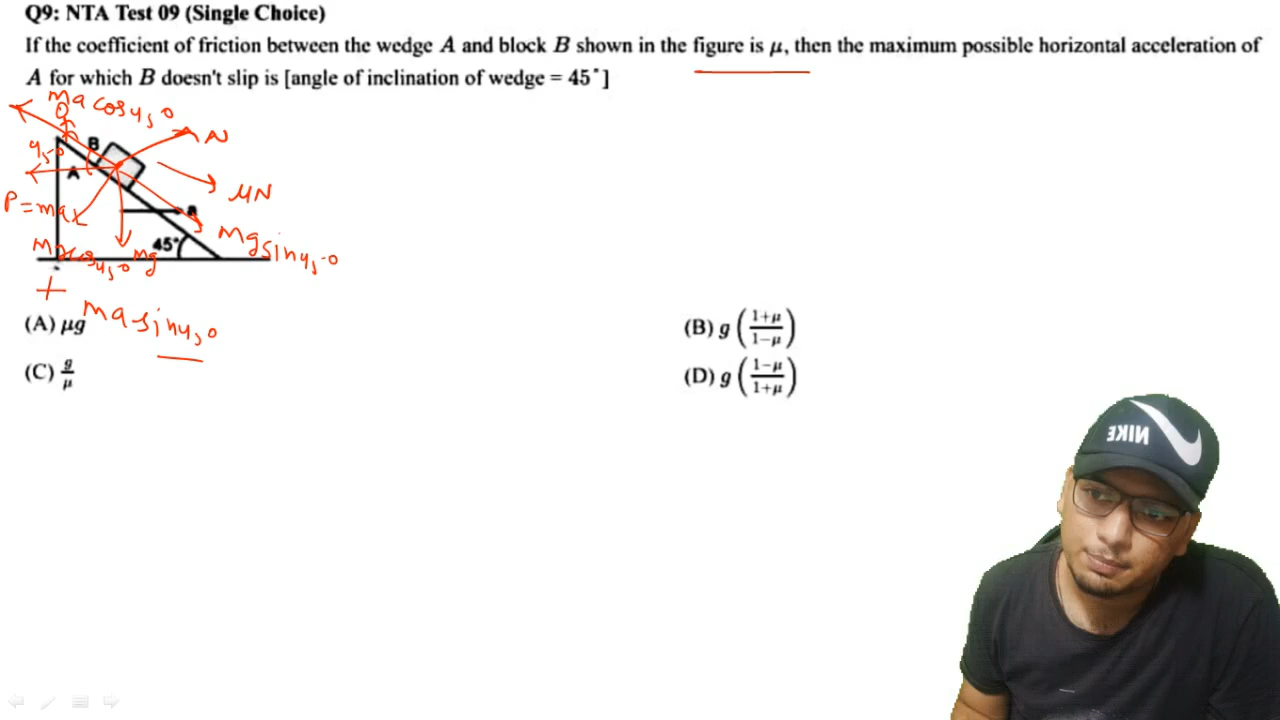 Q9: NTA Test 09 (Single Choice)
If the coefficient of friction between the wedge A and block B shown in the figure is μ, then the maximum possible horizontal acceleration of
A for which B doesn't slip is [angle of inclination of wedge = 45°]
ma cos45°
B
N
45°
A
μN
P = ma
a
mg cos45°
mg
45°
mg sin45°
+
ma sin45°
(A) μg
(B) g (1+μ / 1−μ)
(C) g/μ
(D) g (1−μ / 1+μ)
NIKE